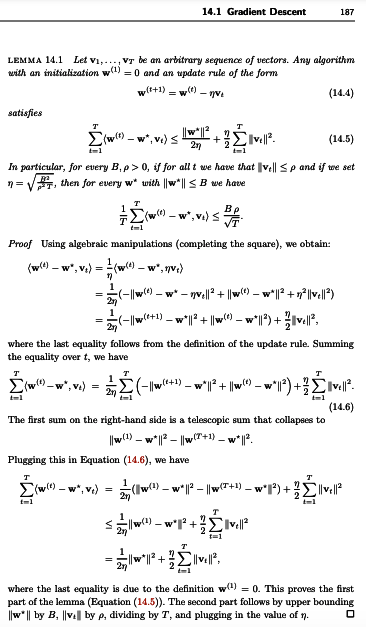 14.1 Gradient Descent 187
LEMMA 14.1 Let v₁, . . . , v_T be an arbitrary sequence of vectors. Any algorithm
with an initialization w⁽¹⁾ = 0 and an update rule of the form
w⁽ᵗ⁺¹⁾ = w⁽ᵗ⁾ − ηvₜ (14.4)
satisfies
∑_{t=1}^{T} ⟨w⁽ᵗ⁾ − w*, vₜ⟩ ≤ ‖w*‖²/2η + η/2 ∑_{t=1}^{T} ‖vₜ‖². (14.5)
In particular, for every B, ρ > 0, if for all t we have that ‖vₜ‖ ≤ ρ and if we set
η = √(B²/ρ²T), then for every w* with ‖w*‖ ≤ B we have
1/T ∑_{t=1}^{T} ⟨w⁽ᵗ⁾ − w*, vₜ⟩ ≤ Bρ/√T.
Proof Using algebraic manipulations (completing the square), we obtain:
⟨w⁽ᵗ⁾ − w*, vₜ⟩ = 1/η ⟨w⁽ᵗ⁾ − w*, ηvₜ⟩
= 1/2η (−‖w⁽ᵗ⁾ − w* − ηvₜ‖² + ‖w⁽ᵗ⁾ − w*‖² + η²‖vₜ‖²)
= 1/2η (−‖w⁽ᵗ⁺¹⁾ − w*‖² + ‖w⁽ᵗ⁾ − w*‖²) + η/2 ‖vₜ‖²,
where the last equality follows from the definition of the update rule. Summing
the equality over t, we have
∑_{t=1}^{T} ⟨w⁽ᵗ⁾ − w*, vₜ⟩ = 1/2η ∑_{t=1}^{T} (−‖w⁽ᵗ⁺¹⁾ − w*‖² + ‖w⁽ᵗ⁾ − w*‖²) + η/2 ∑_{t=1}^{T} ‖vₜ‖².
(14.6)
The first sum on the right-hand side is a telescopic sum that collapses to
‖w⁽¹⁾ − w*‖² − ‖w⁽ᵀ⁺¹⁾ − w*‖².
Plugging this in Equation (14.6), we have
∑_{t=1}^{T} ⟨w⁽ᵗ⁾ − w*, vₜ⟩ = 1/2η (‖w⁽¹⁾ − w*‖² − ‖w⁽ᵀ⁺¹⁾ − w*‖²) + η/2 ∑_{t=1}^{T} ‖vₜ‖²
≤ 1/2η ‖w⁽¹⁾ − w*‖² + η/2 ∑_{t=1}^{T} ‖vₜ‖²
= 1/2η ‖w*‖² + η/2 ∑_{t=1}^{T} ‖vₜ‖²,
where the last equality is due to the definition w⁽¹⁾ = 0. This proves the first
part of the lemma (Equation (14.5)). The second part follows by upper bounding
‖w*‖ by B, ‖vₜ‖ by ρ, dividing by T, and plugging in the value of η. □